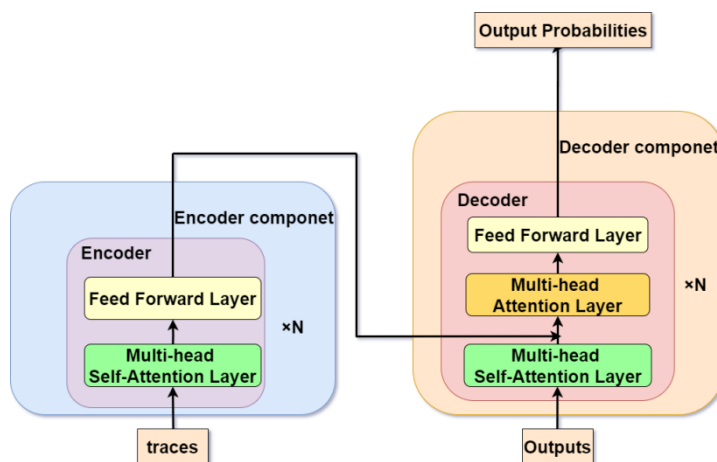 Output Probabilities
Decoder componet
Decoder
Feed Forward Layer
Multi-head
Attention Layer
×N
Multi-head
Self-Attention Layer
Outputs
Encoder componet
Encoder
Feed Forward Layer
×N
Multi-head
Self-Attention Layer
traces